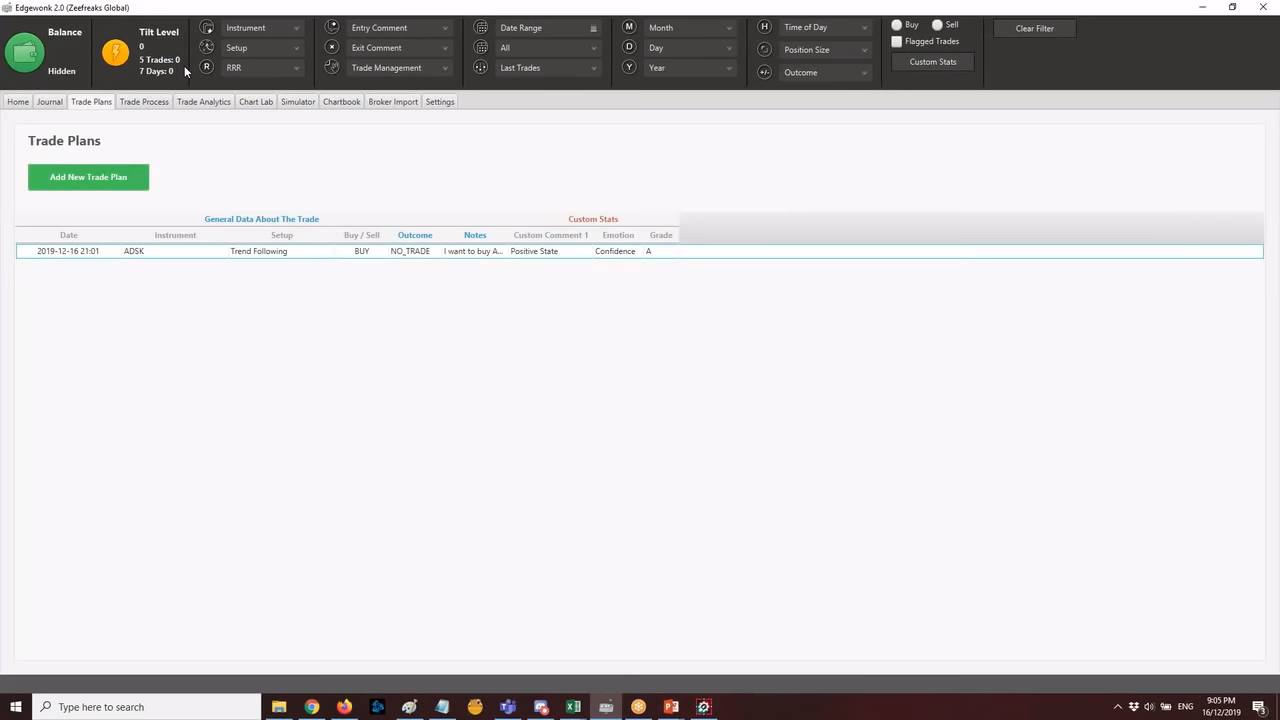 Edgewonk 2.0 (Zeefreaks Global)
Balance
Hidden
Tilt Level
0
5 Trades: 0
7 Days: 0
Instrument
Setup
R RRR
Entry Comment
Exit Comment
Trade Management
Date Range
All
Last Trades
M Month
D Day
Y Year
H Time of Day
Position Size
+/- Outcome
Buy Sell
Flagged Trades
Custom Stats
Clear Filter
Home Journal Trade Plans Trade Process Trade Analytics Chart Lab Simulator Chartbook Broker Import Settings
Trade Plans
Add New Trade Plan
General Data About The Trade Custom Stats
Date Instrument Setup Buy / Sell Outcome Notes Custom Comment 1 Emotion Grade
2019-12-16 21:01 ADSK Trend Following BUY NO_TRADE I want to buy A... Positive State Confidence A
Type here to search
ENG
9:05 PM
16/12/2019